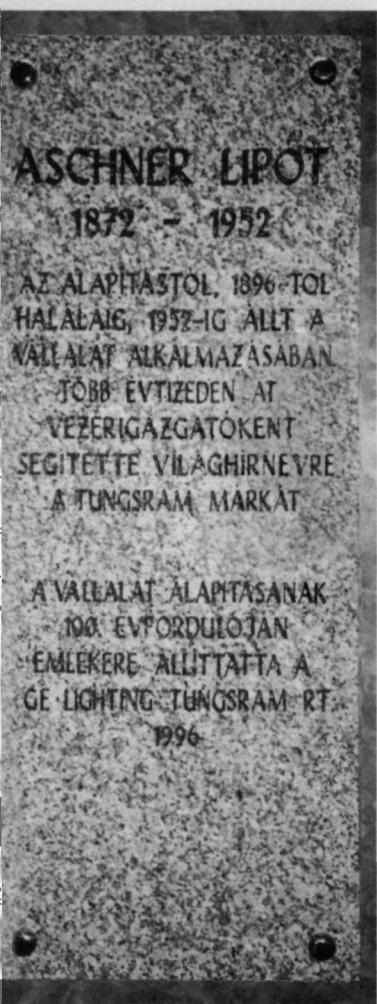 ASCHNER LIPÓT
1872 - 1952
AZ ALAPÍTÁSTÓL, 1896-TÓL
HALÁLÁIG, 1952-IG ÁLLT A
VÁLLALAT ALKALMAZÁSÁBAN
TÖBB ÉVTIZEDEN ÁT
VEZÉRIGAZGATÓKÉNT
SEGÍTETTE VILÁGHÍRNÉVRE
A TUNGSRAM MÁRKÁT
A VÁLLALAT ALAPÍTÁSÁNAK
100. ÉVFORDULÓJÁN
EMLÉKÉRE ÁLLÍTTATTA A
GE LIGHTING TUNGSRAM RT.
1996